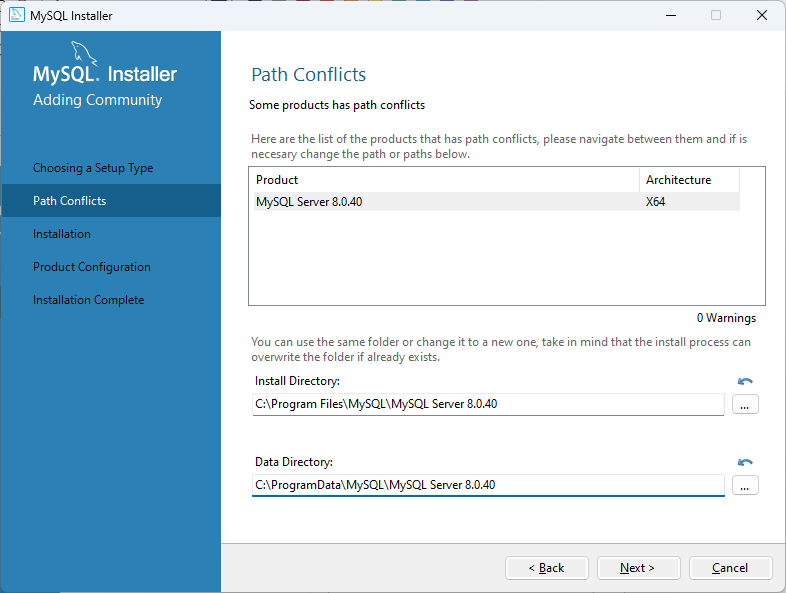 MySQL Installer
MySQL. Installer
Adding Community
Choosing a Setup Type
Path Conflicts
Installation
Product Configuration
Installation Complete
Path Conflicts
Some products has path conflicts
Here are the list of the products that has path conflicts, please navigate between them and if is
necesary change the path or paths below.
Product Architecture
MySQL Server 8.0.40 X64
0 Warnings
You can use the same folder or change it to a new one, take in mind that the install process can
overwrite the folder if already exists.
Install Directory:
C:\Program Files\MySQL\MySQL Server 8.0.40
...
Data Directory:
C:\ProgramData\MySQL\MySQL Server 8.0.40
...
< Back Next > Cancel